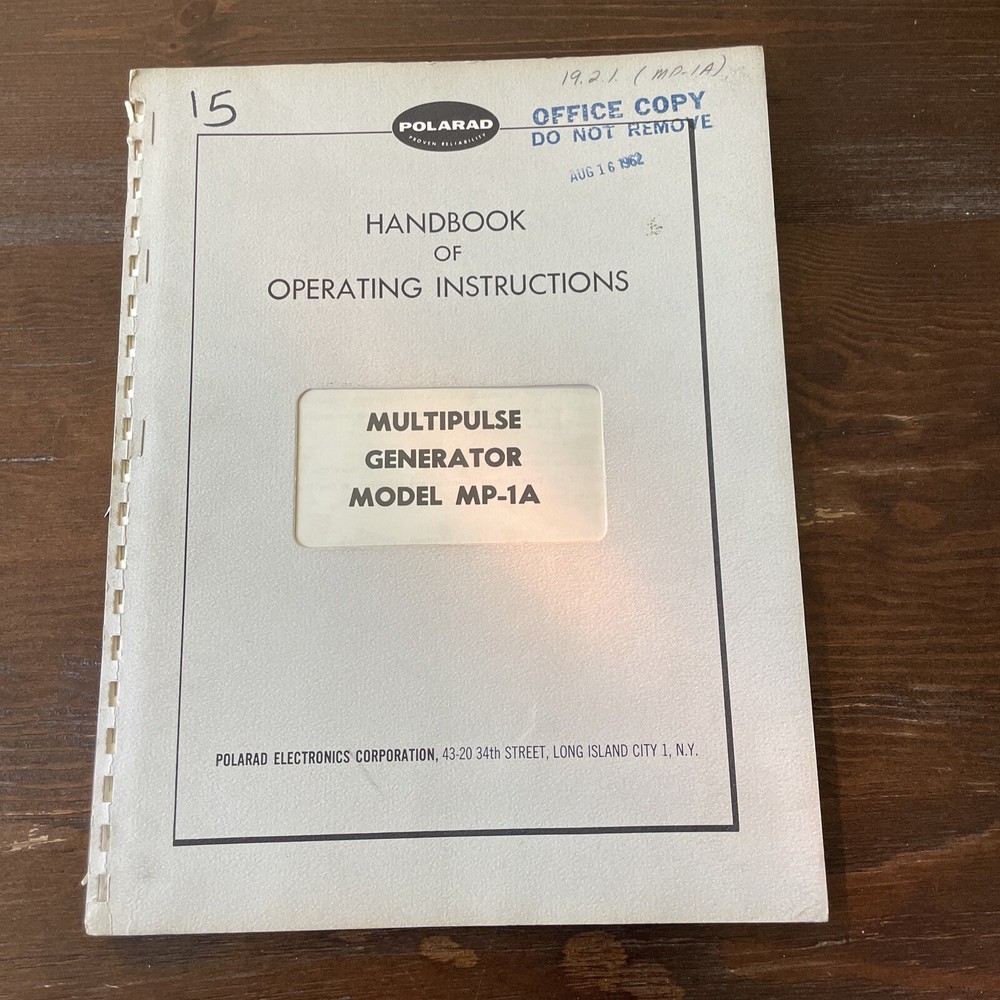 19.2.1. (MP-1A)
15
POLARAD
PROVEN RELIABILITY
OFFICE COPY
DO NOT REMOVE
AUG 16 1962
HANDBOOK
OF
OPERATING INSTRUCTIONS
MULTIPULSE
GENERATOR
MODEL MP-1A
POLARAD ELECTRONICS CORPORATION, 43-20 34th STREET, LONG ISLAND CITY 1, N.Y.